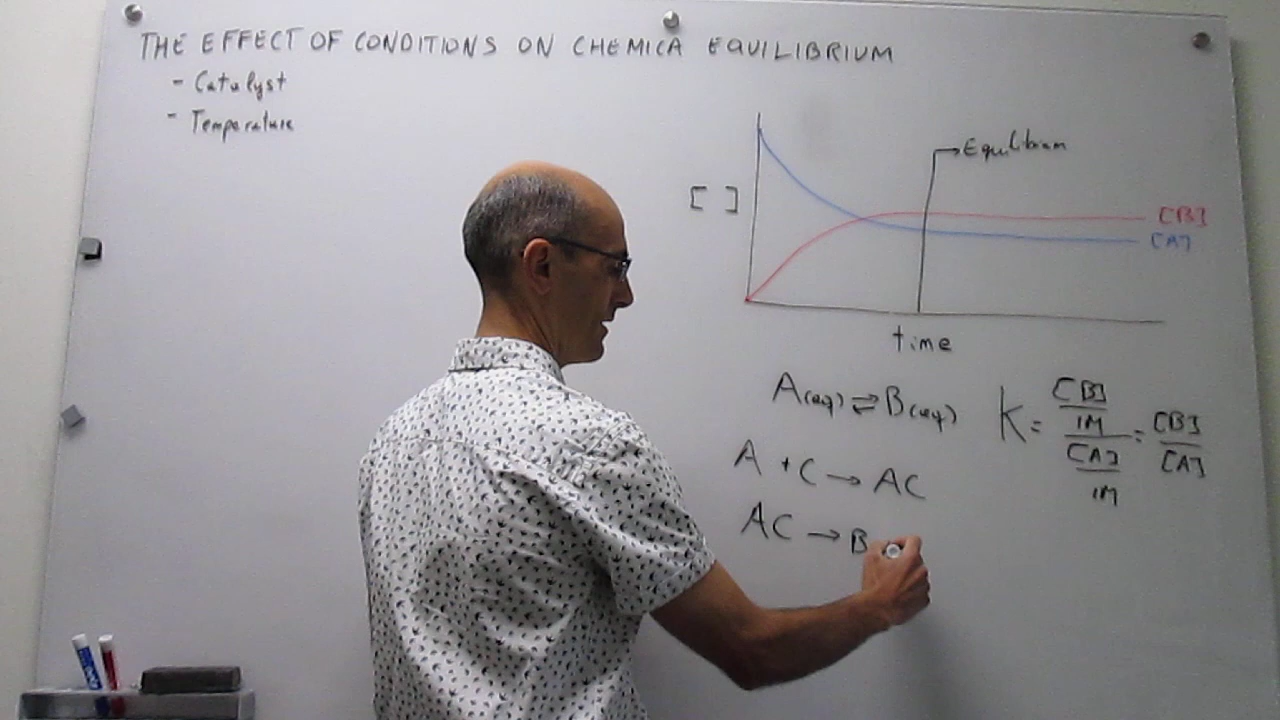 THE EFFECT OF CONDITIONS ON CHEMICA EQUILIBRIUM
- Catalyst
- Temperature
[ ]
Equilibrium
[B]
[A]
time
A(aq) ⇌ B(aq)
K = [B]/1M / [A]/1M = [B]/[A]
A + C → AC
AC → B